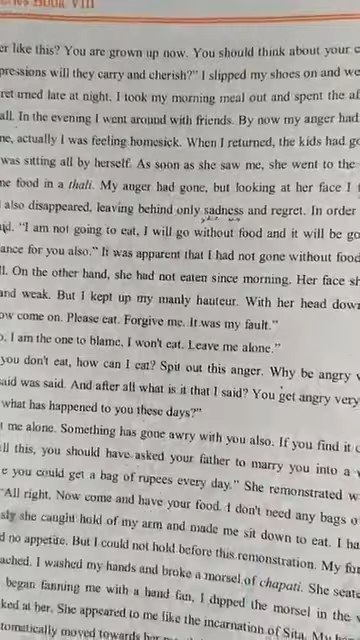 Book VIII
er like this? You are grown up now. You should think about your
pressions will they carry and cherish?" I slipped my shoes on and we
returned late at night. I took my morning meal out and spent the af
all. In the evening I went around with friends. By now my anger had
ne, actually I was feeling homesick. When I returned, the kids had go
was sitting all by herself. As soon as she saw me, she went to the
ne food in a thali. My anger had gone, but looking at her face I
also disappeared, leaving behind only sadness and regret. In order
id. "I am not going to eat, I will go without food and it will be go
ance for you also." It was apparent that I had not gone without food
l. On the other hand, she had not eaten since morning. Her face sh
and weak. But I kept up my manly hauteur. With her head down
ow come on. Please eat. Forgive me. It was my fault."
o. I am the one to blame, I won't eat. Leave me alone."
you don't eat, how can I eat? Spit out this anger. Why be angry
said was said. And after all what is it that I said? You get angry very
what has happened to you these days?"
t me alone. Something has gone awry with you also. If you find it
ll this, you should have asked your father to marry you into a
e you could get a bag of rupees every day." She remonstrated w
"All right. Now come and have your food. I don't need any bags o
sly she caught hold of my arm and made me sit down to eat. I ha
d no appetite. But I could not hold before this remonstration. My fu
ached. I washed my hands and broke a morsel of chapati. She seate
began fanning me with a hand fan, I dipped the morsel in the
ked at her. She appeared to me like the incarnation of Sita. My
tomatically moved towards her